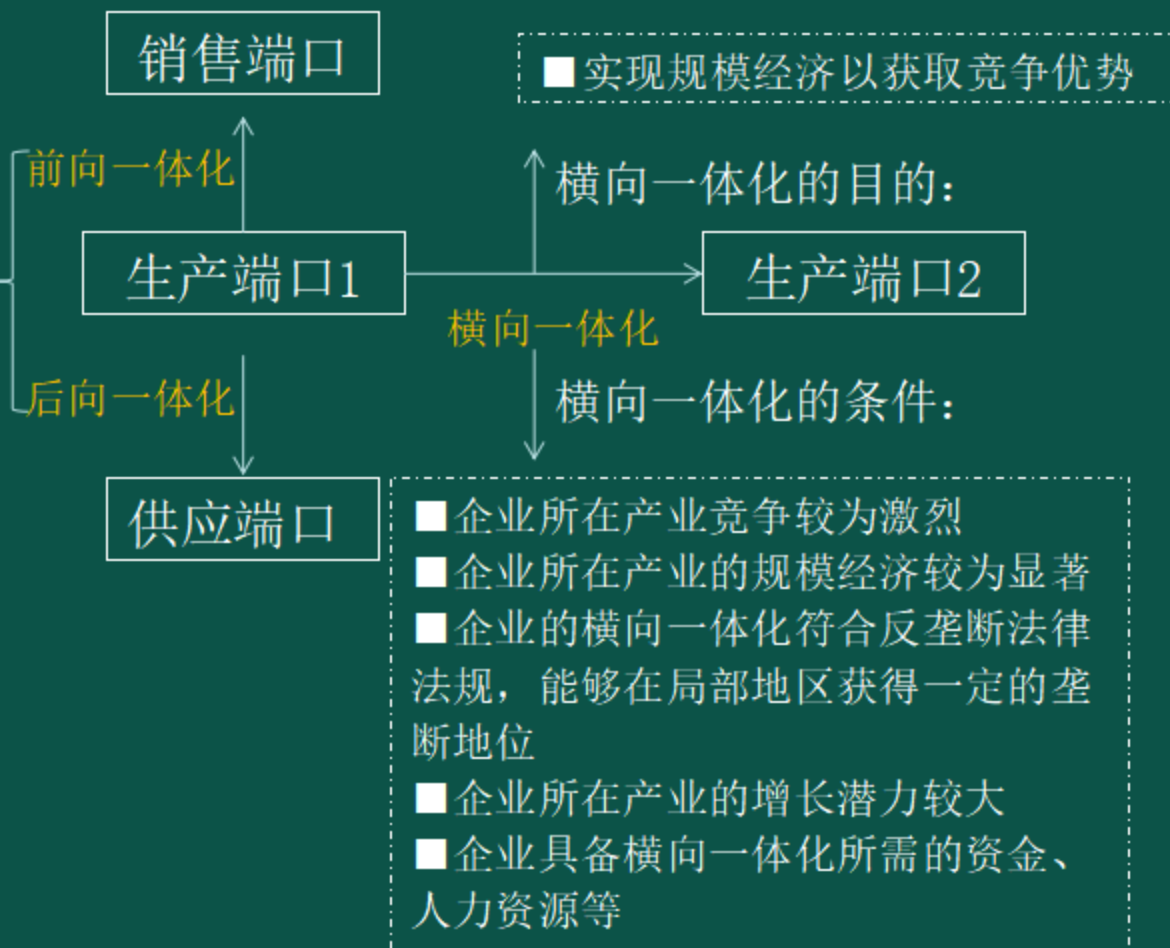 销售端口
■实现规模经济以获取竞争优势
前向一体化
横向一体化的目的：
生产端口1
生产端口2
横向一体化
后向一体化
横向一体化的条件：
供应端口
■企业所在产业竞争较为激烈
■企业所在产业的规模经济较为显著
■企业的横向一体化符合反垄断法律
法规，能够在局部地区获得一定的垄
断地位
■企业所在产业的增长潜力较大
■企业具备横向一体化所需的资金、
人力资源等